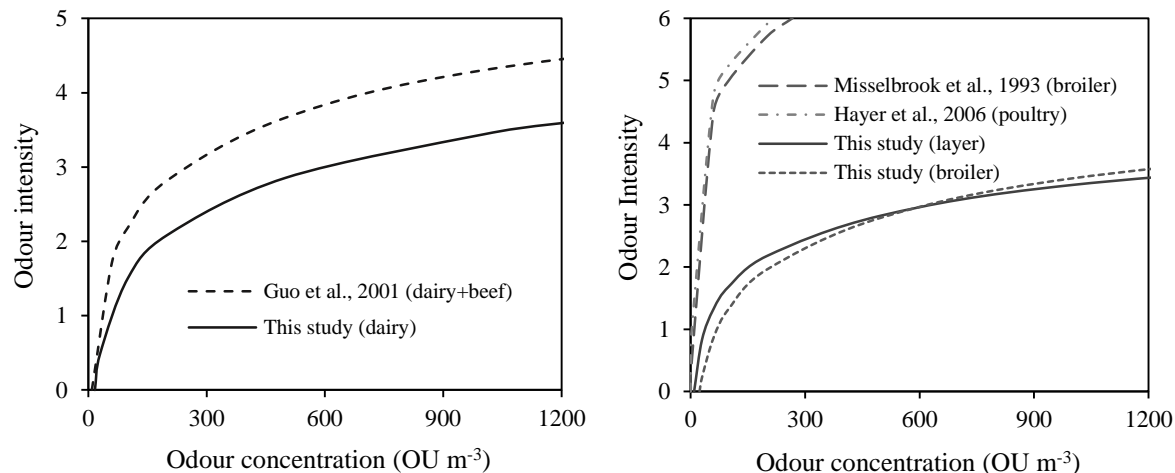 5
4
3
2
1
0
Odour intensity
Guo et al., 2001 (dairy+beef)
This study (dairy)
0 300 600 900 1200
Odour concentration (OU m-3)
6
5
4
3
2
1
0
Odour Intensity
Misselbrook et al., 1993 (broiler)
Hayer et al., 2006 (poultry)
This study (layer)
This study (broiler)
0 300 600 900 1200
Odour concentration (OU m-3)